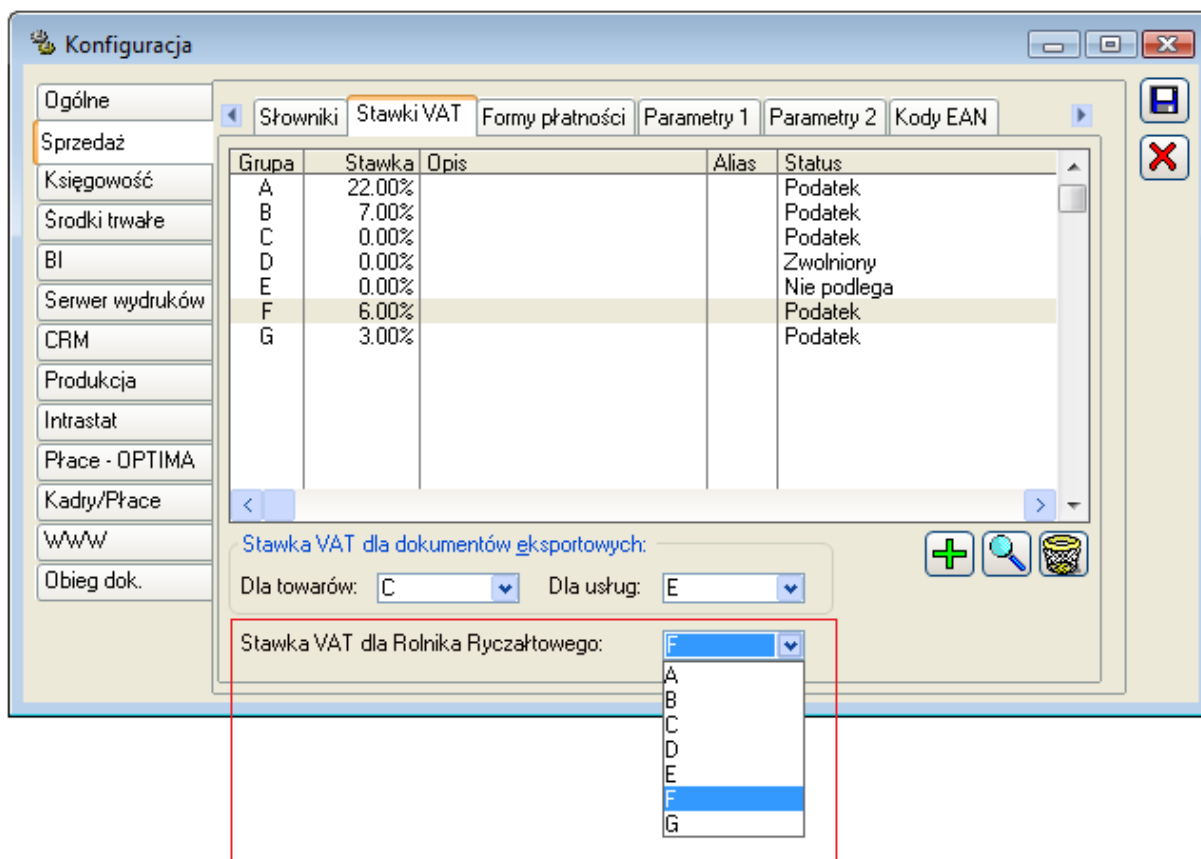 Konfiguracja
Ogólne
Sprzedaż
Księgowość
Środki trwałe
BI
Serwer wydruków
CRM
Produkcja
Intrastat
Płace - OPTIMA
Kadry/Płace
WWW
Obieg dok.
Słowniki Stawki VAT Formy płatności Parametry 1 Parametry 2 Kody EAN
Grupa Stawka Opis Alias Status
A 22.00% Podatek
B 7.00% Podatek
C 0.00% Podatek
D 0.00% Zwolniony
E 0.00% Nie podlega
F 6.00% Podatek
G 3.00% Podatek
Stawka VAT dla dokumentów eksportowych:
Dla towarów: C Dla usług: E
Stawka VAT dla Rolnika Ryczałtowego: F
A
B
C
D
E
F
G